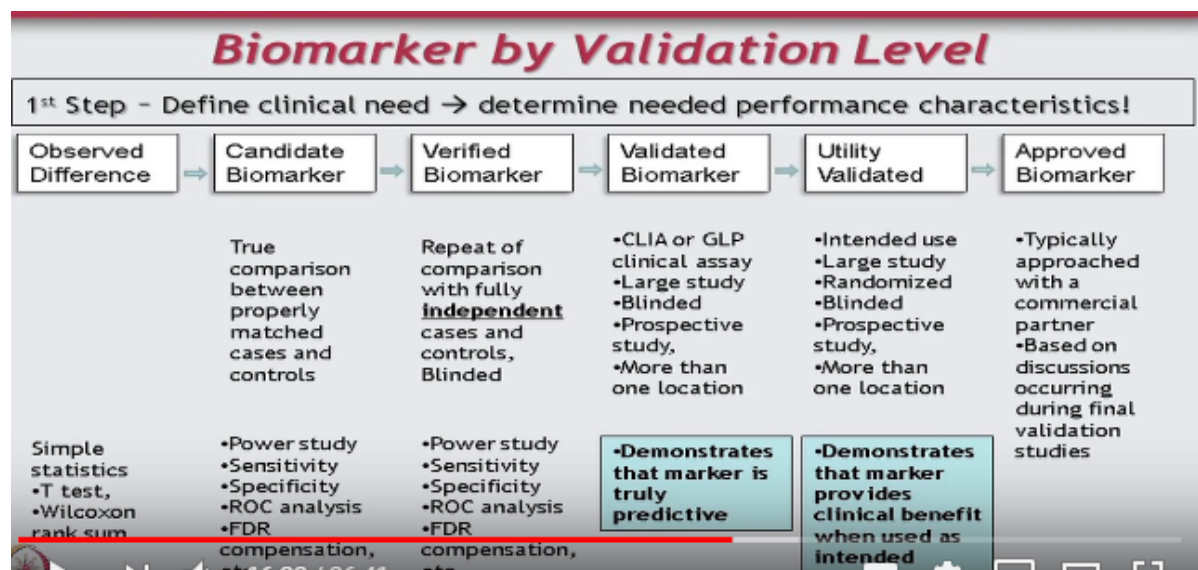 Biomarker by Validation Level
1st Step – Define clinical need → determine needed performance characteristics!
Observed
Difference
Candidate
Biomarker
Verified
Biomarker
Validated
Biomarker
Utility
Validated
Approved
Biomarker
True
comparison
between
properly
matched
cases and
controls
Repeat of
comparison
with fully
independent
cases and
controls,
Blinded
•CLIA or GLP
clinical assay
•Large study
•Blinded
•Prospective
study,
•More than
one location
•Intended use
•Large study
•Randomized
•Blinded
•Prospective
study,
•More than
one location
•Typically
approached
with a
commercial
partner
•Based on
discussions
occurring
during final
validation
studies
Simple
statistics
•T test,
•Wilcoxon
rank sum
•Power study
•Sensitivity
•Specificity
•ROC analysis
•FDR
compensation,
•Power study
•Sensitivity
•Specificity
•ROC analysis
•FDR
compensation,
•Demonstrates
that marker is
truly
predictive
•Demonstrates
that marker
provides
clinical benefit
when used as
intended